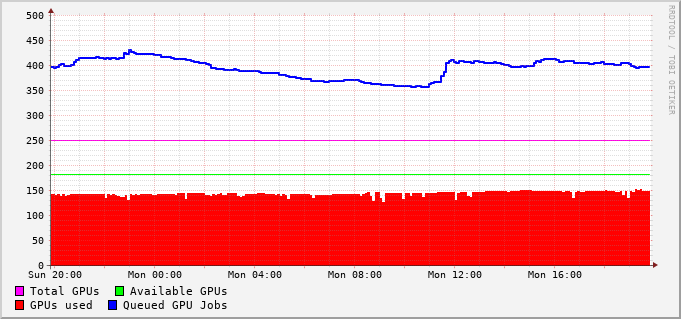 500
450
400
350
300
250
200
150
100
50
0
Sun 20:00 Mon 00:00 Mon 04:00 Mon 08:00 Mon 12:00 Mon 16:00
Total GPUs Available GPUs
GPUs used Queued GPU Jobs
RRDTOOL / TOBI OETIKER